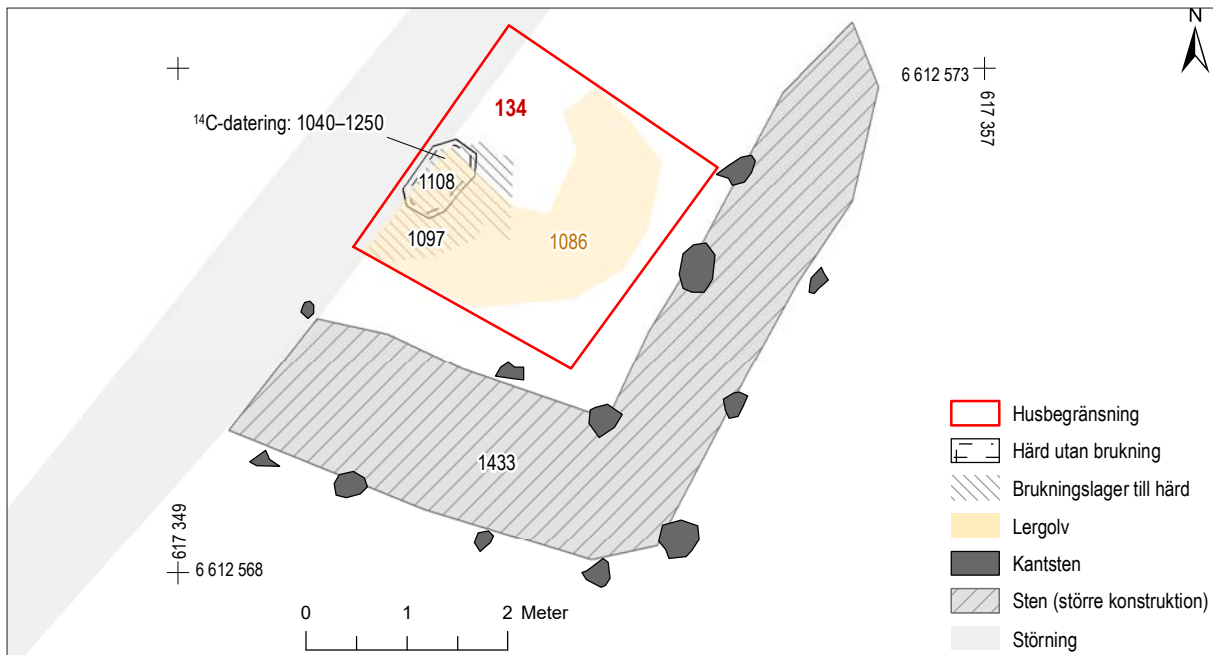 N
6 612 573
617 357
134
¹⁴C-datering: 1040–1250
1108
1097
1086
1433
617 349
6 612 568
0 1 2 Meter
Husbegränsning
Härd utan brukning
Brukningslager till härd
Lergolv
Kantsten
Sten (större konstruktion)
Störning